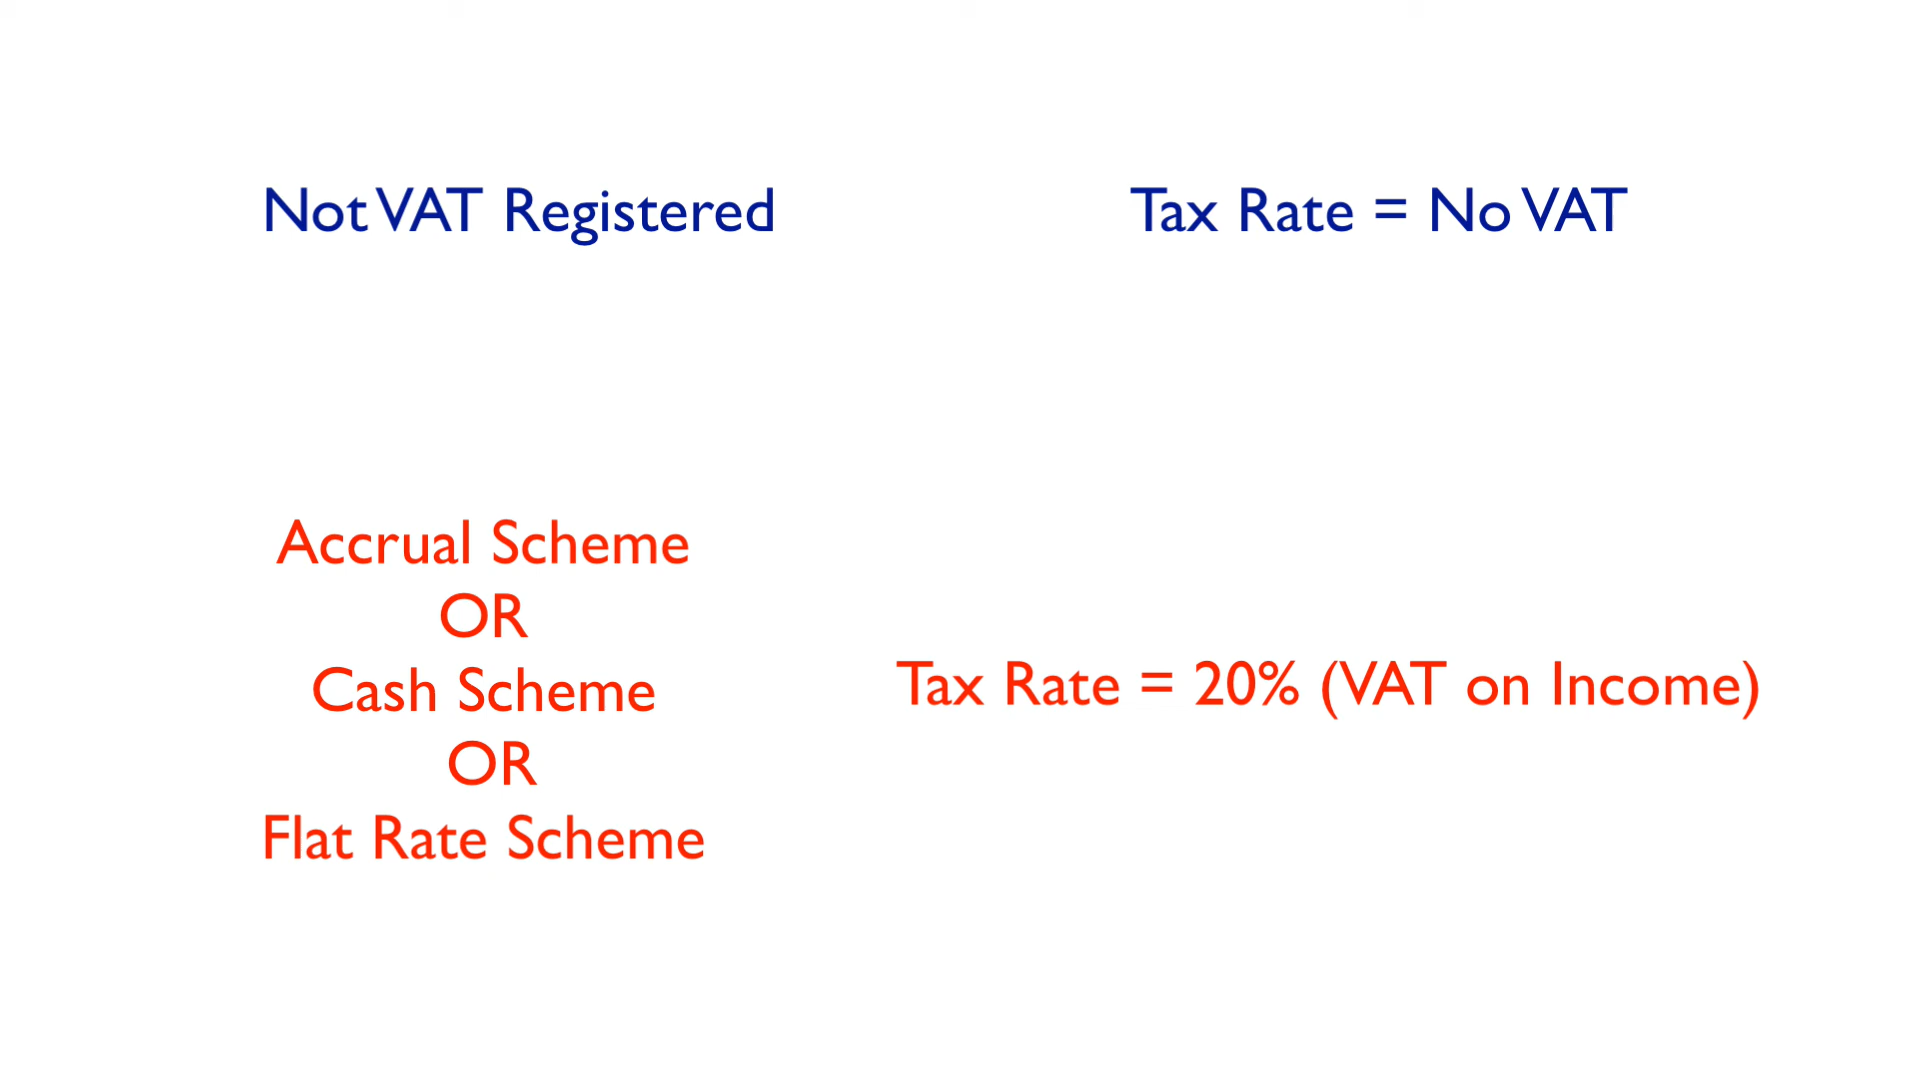 Not VAT Registered
Tax Rate = No VAT
Accrual Scheme
OR
Cash Scheme
OR
Flat Rate Scheme
Tax Rate = 20% (VAT on Income)